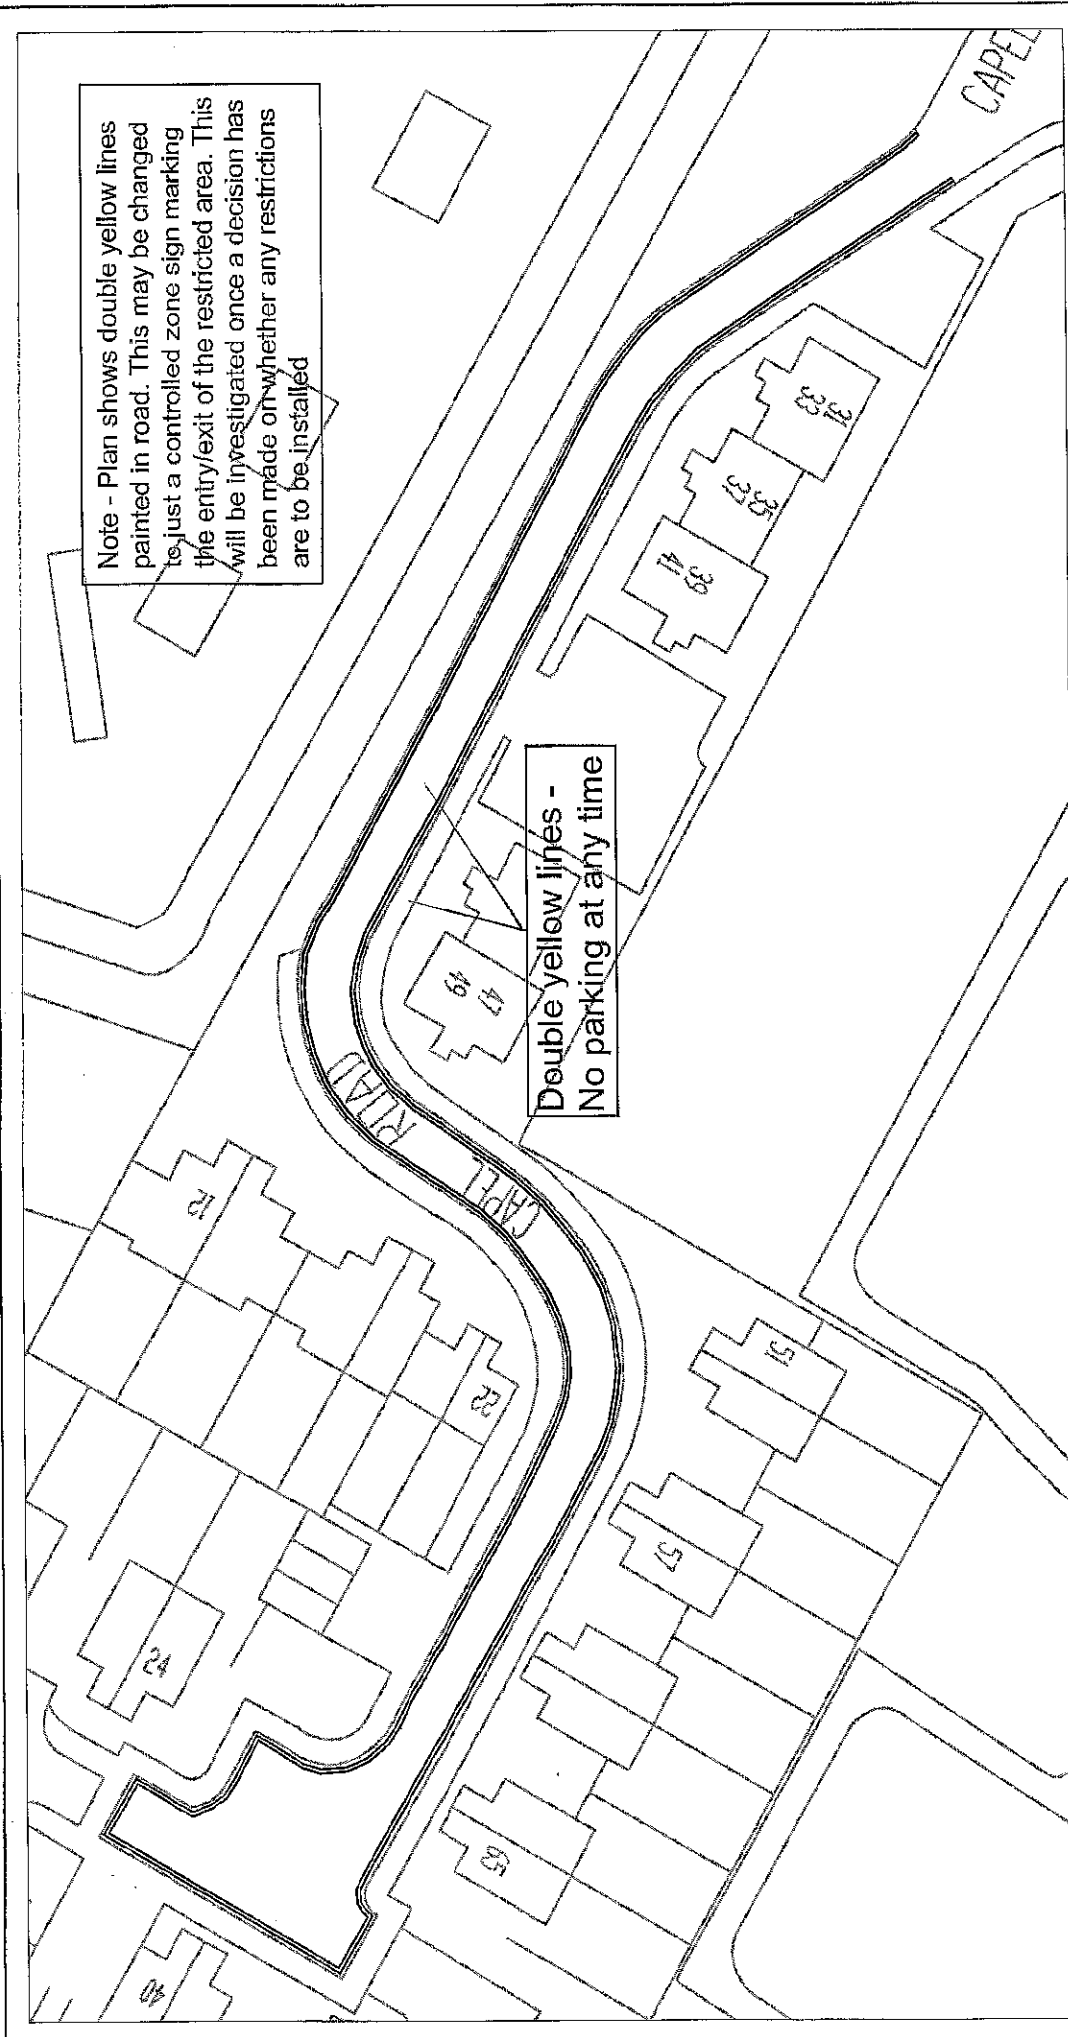 Note - Plan shows double yellow lines
painted in road. This may be changed
to just a controlled zone sign marking
the entry/exit of the restricted area. This
will be investigated once a decision has
been made on whether any restrictions
are to be installed
CAPEL
Double yellow lines -
No parking at any time
CAPEL ROAD
12
22
24
40
31
33
35
37
39
41
47
49
51
57
65